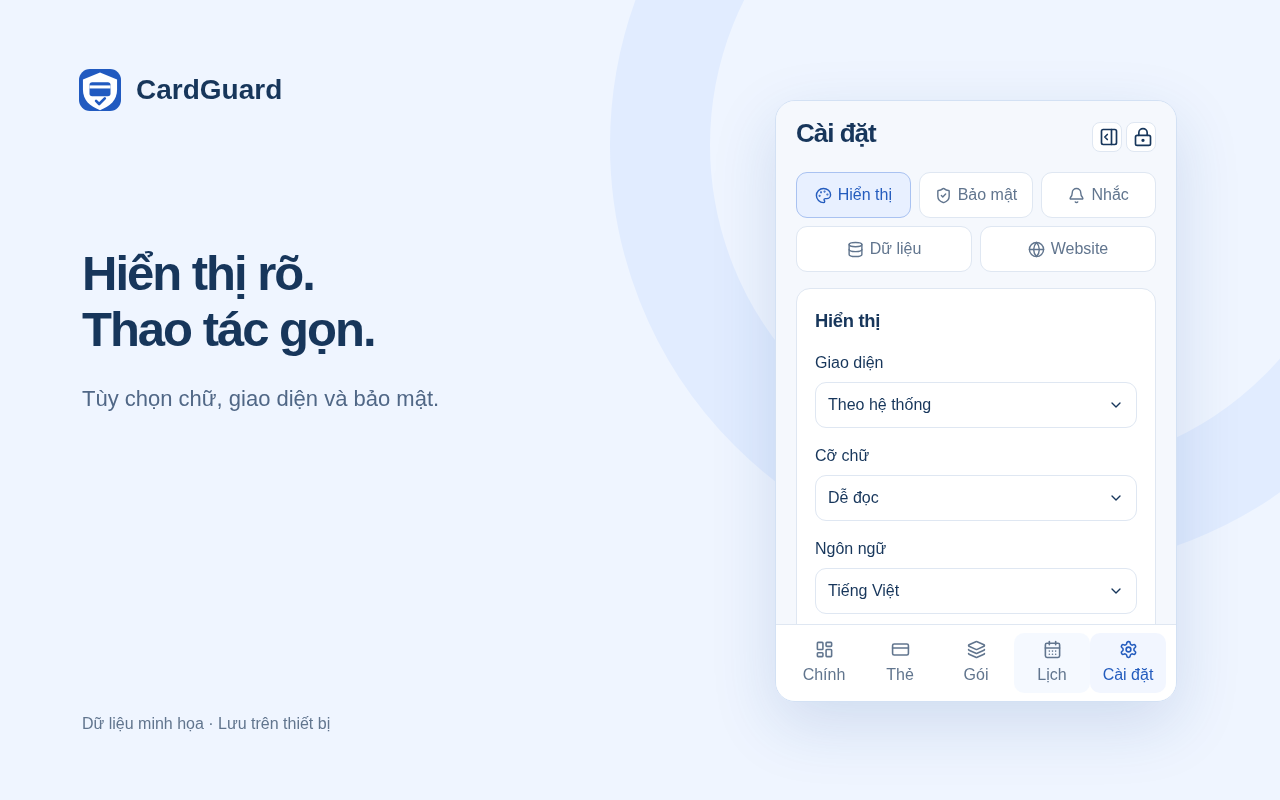 CardGuard
Hiển thị rõ.
Thao tác gọn.
Tùy chọn chữ, giao diện và bảo mật.
Dữ liệu minh họa · Lưu trên thiết bị
Cài đặt
Hiển thị Bảo mật Nhắc
Dữ liệu Website
Hiển thị
Giao diện
Theo hệ thống
Cỡ chữ
Dễ đọc
Ngôn ngữ
Tiếng Việt
Chính Thẻ Gói Lịch Cài đặt